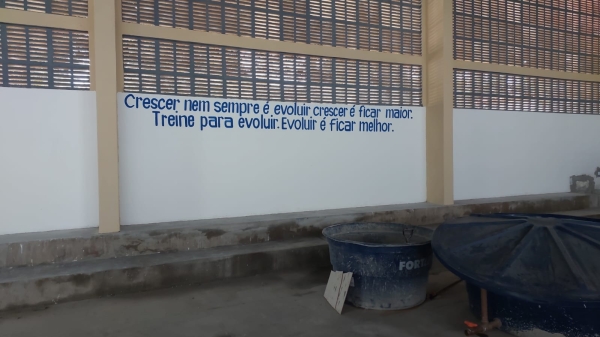 Crescer nem sempre é evoluir, crescer é ficar maior.
Treine para evoluir. Evoluir é ficar melhor.